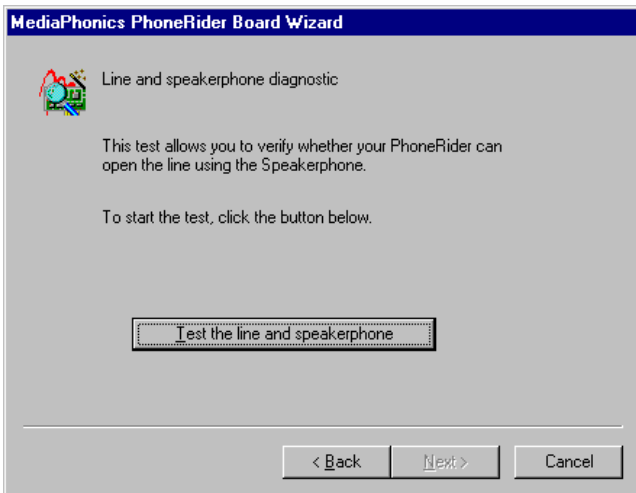 MediaPhonics PhoneRider Board Wizard
Line and speakerphone diagnostic
This test allows you to verify whether your PhoneRider can
open the line using the Speakerphone.
To start the test, click the button below.
Test the line and speakerphone
< Back
Next >
Cancel